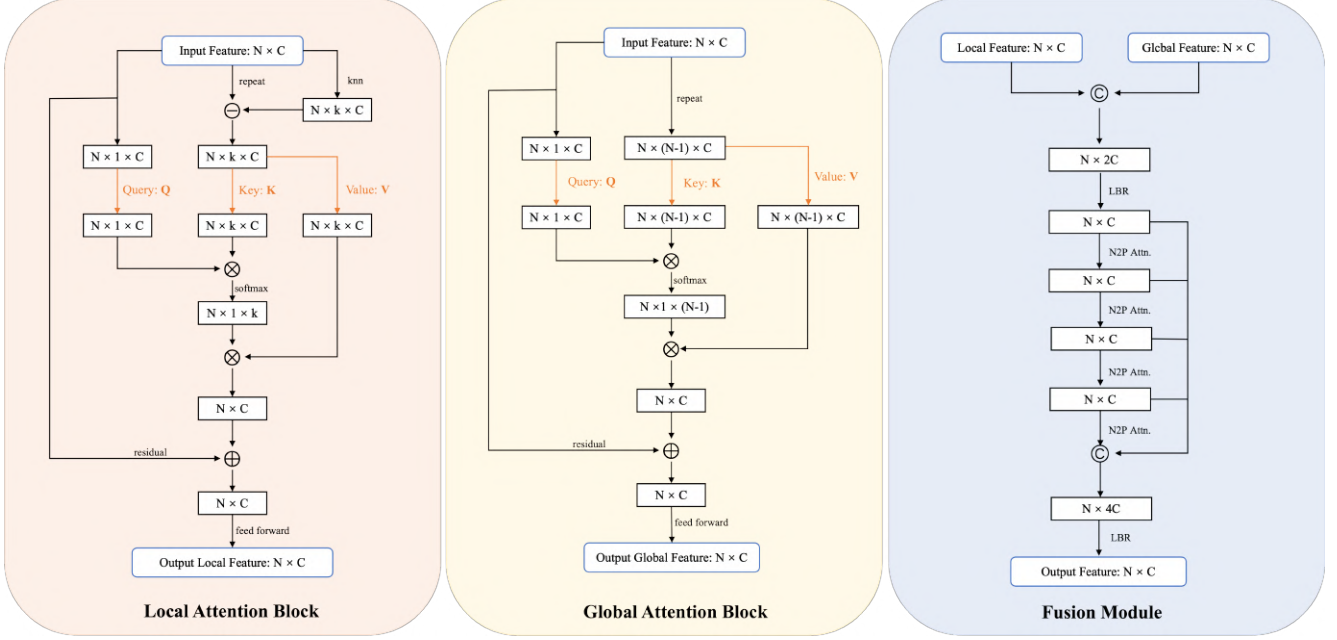 Input Feature: N × C
repeat
knn
N × k × C
N × 1 × C
N × k × C
Query: Q
Key: K
Value: V
N × 1 × C
N × k × C
N × k × C
softmax
N × 1 × k
N × C
residual
N × C
feed forward
Output Local Feature: N × C
Local Attention Block
Input Feature: N × C
repeat
N × 1 × C
N × (N-1) × C
Query: Q
Key: K
Value: V
N × 1 × C
N × (N-1) × C
N × (N-1) × C
softmax
N ×1 × (N-1)
N × C
residual
N × C
feed forward
Output Global Feature: N × C
Global Attention Block
Local Feature: N × C
Glcbal Feature: N × C
C
N × 2C
LBR
N × C
N2P Attn.
N × C
N2P Attn.
N × C
N2P Attn.
N × C
N2P Attn.
C
N × 4C
LBR
Output Feature: N × C
Fusion Module